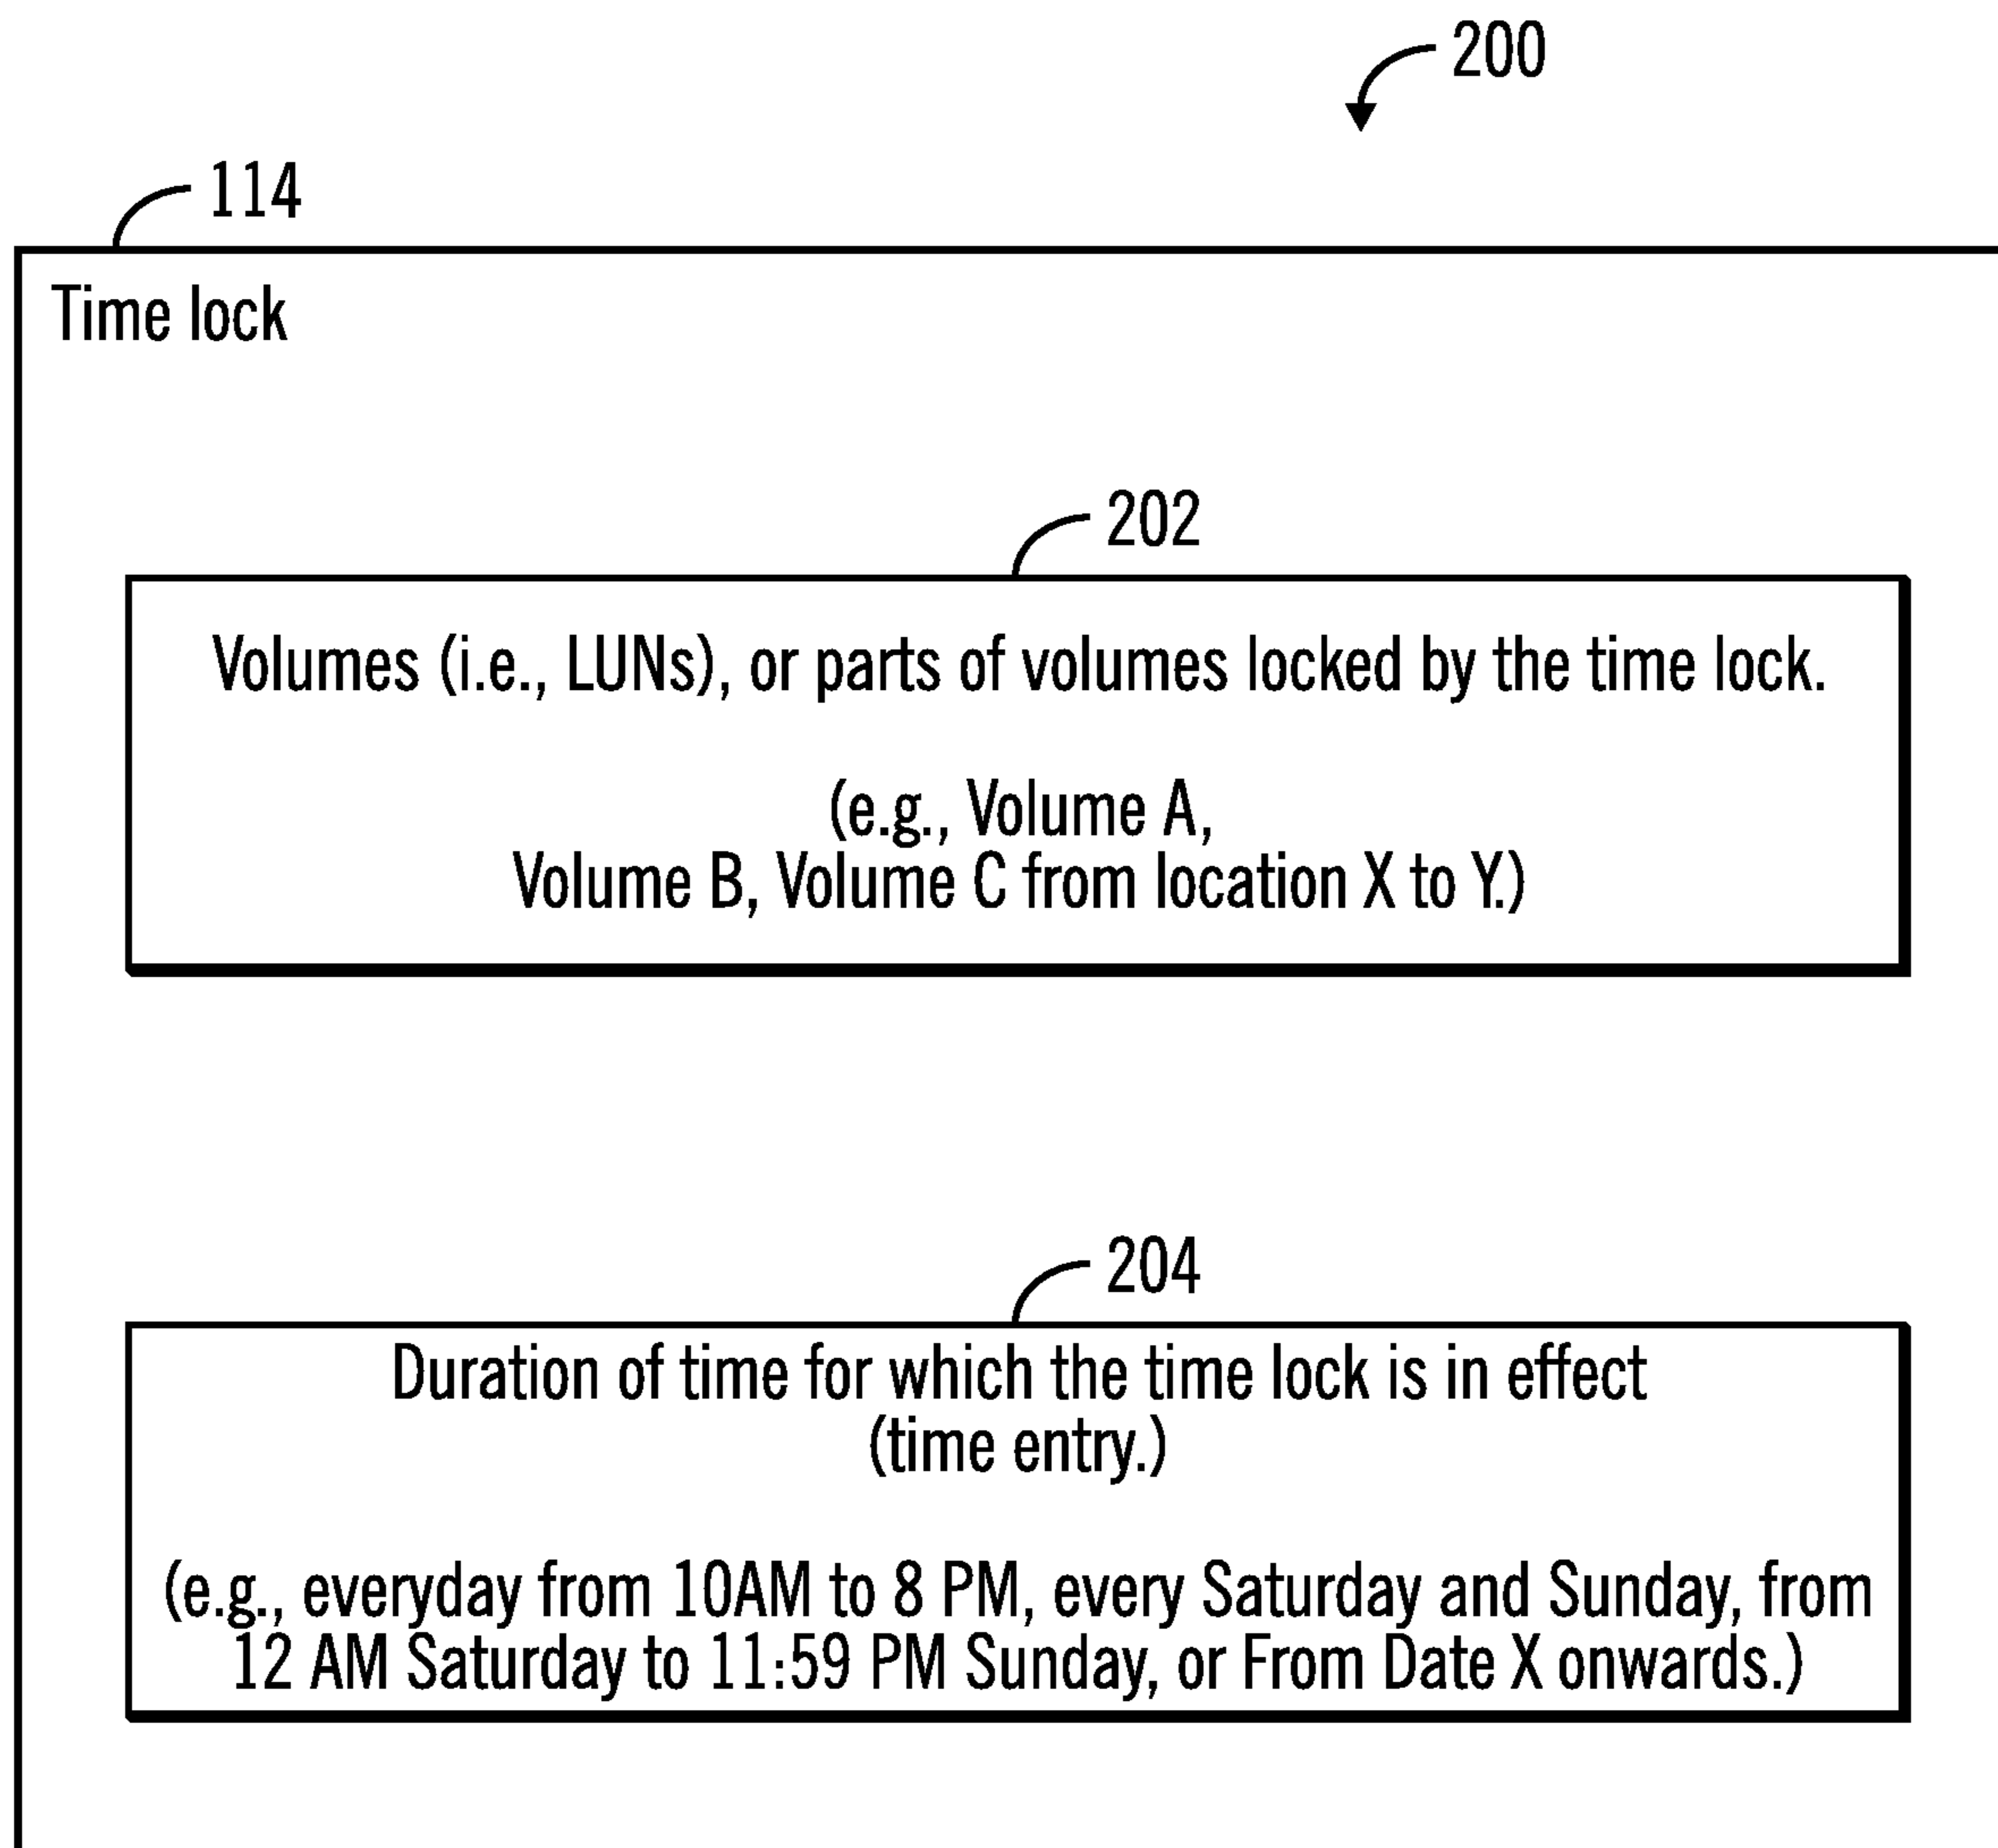 200
114
Time lock
202
Volumes (i.e., LUNs), or parts of volumes locked by the time lock.
(e.g., Volume A,
Volume B, Volume C from location X to Y.)
204
Duration of time for which the time lock is in effect
(time entry.)
(e.g., everyday from 10AM to 8 PM, every Saturday and Sunday, from
12 AM Saturday to 11:59 PM Sunday, or From Date X onwards.)